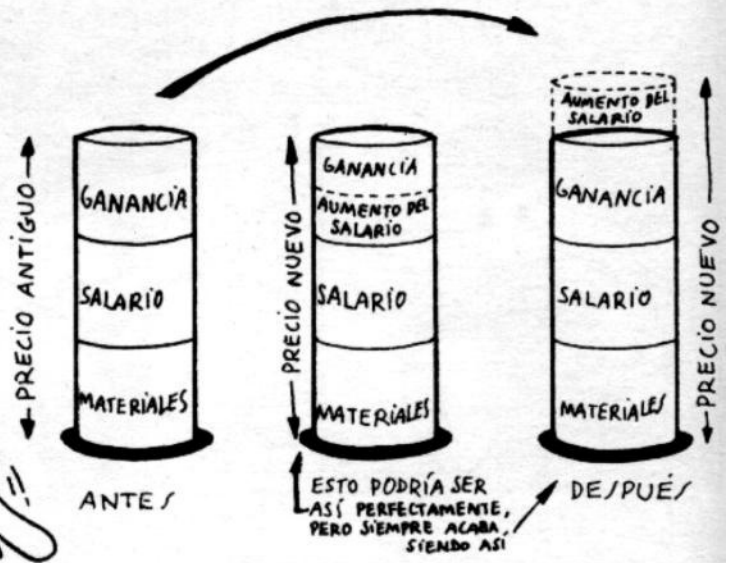 PRECIO ANTIGUO
GANANCIA
SALARIO
MATERIALES
ANTES
PRECIO NUEVO
GANANCIA
AUMENTO DEL
SALARIO
SALARIO
MATERIALES
ESTO PODRÍA SER
ASÍ PERFECTAMENTE,
PERO SIEMPRE ACABA
SIENDO ASI
AUMENTO DEL
SALARIO
GANANCIA
SALARIO
MATERIALES
DESPUÉS
PRECIO NUEVO